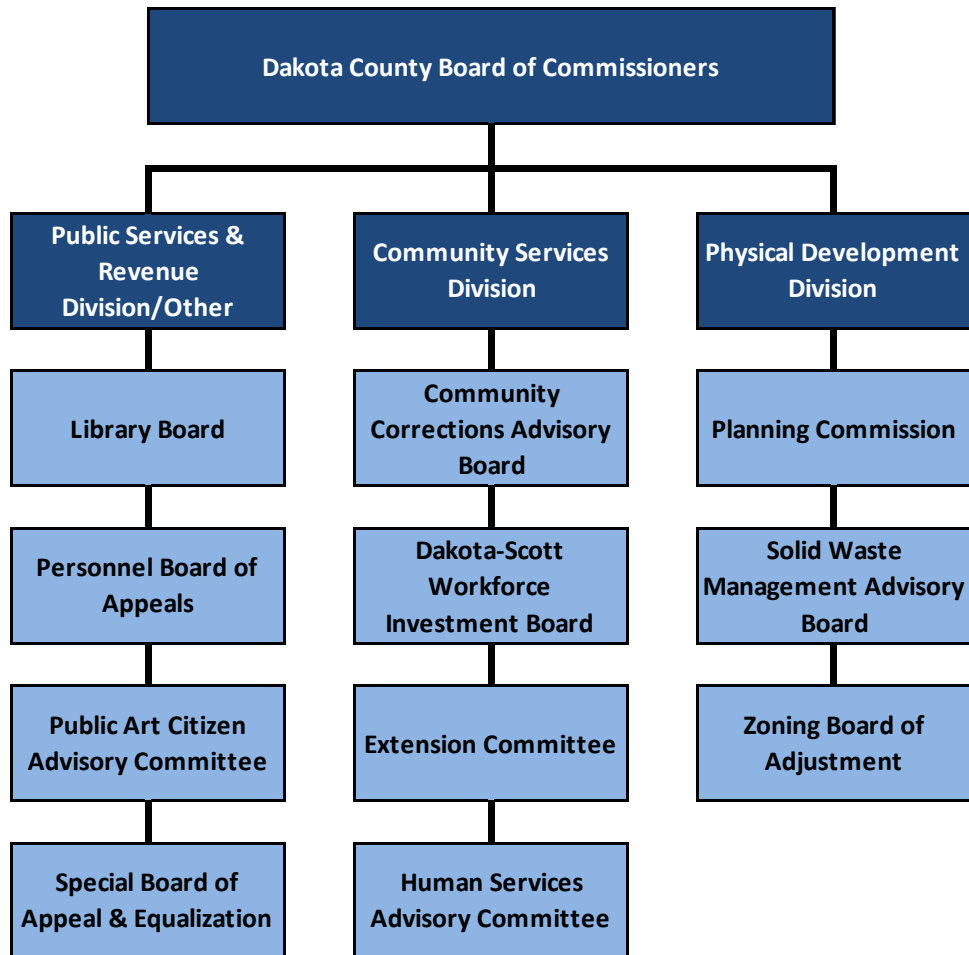 Dakota County Board of Commissioners
Public Services &
Revenue
Division/Other
Community Services
Division
Physical Development
Division
Library Board
Community
Corrections Advisory
Board
Planning Commission
Personnel Board of
Appeals
Dakota-Scott
Workforce
Investment Board
Solid Waste
Management Advisory
Board
Public Art Citizen
Advisory Committee
Extension Committee
Zoning Board of
Adjustment
Special Board of
Appeal & Equalization
Human Services
Advisory Committee